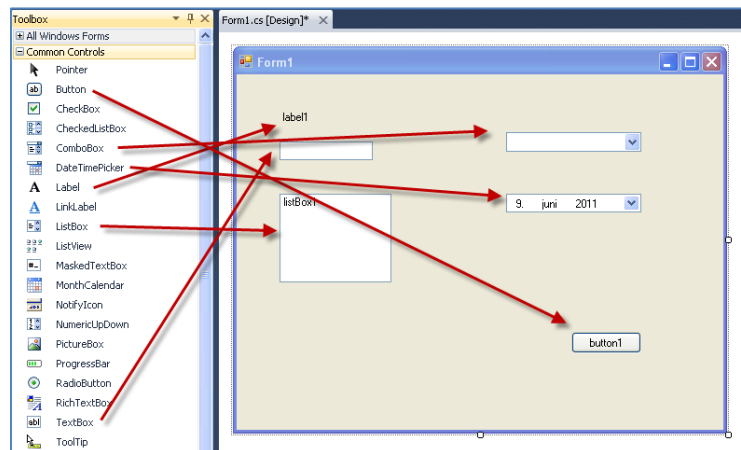 Toolbox
All Windows Forms
Common Controls
Pointer
Button
CheckBox
CheckedListBox
ComboBox
DateTimePicker
Label
LinkLabel
ListBox
ListView
MaskedTextBox
MonthCalendar
NotifyIcon
NumericUpDown
PictureBox
ProgressBar
RadioButton
RichTextBox
TextBox
ToolTip
Form1.cs [Design]*
Form1
label1
listBox1
9. juni 2011
button1